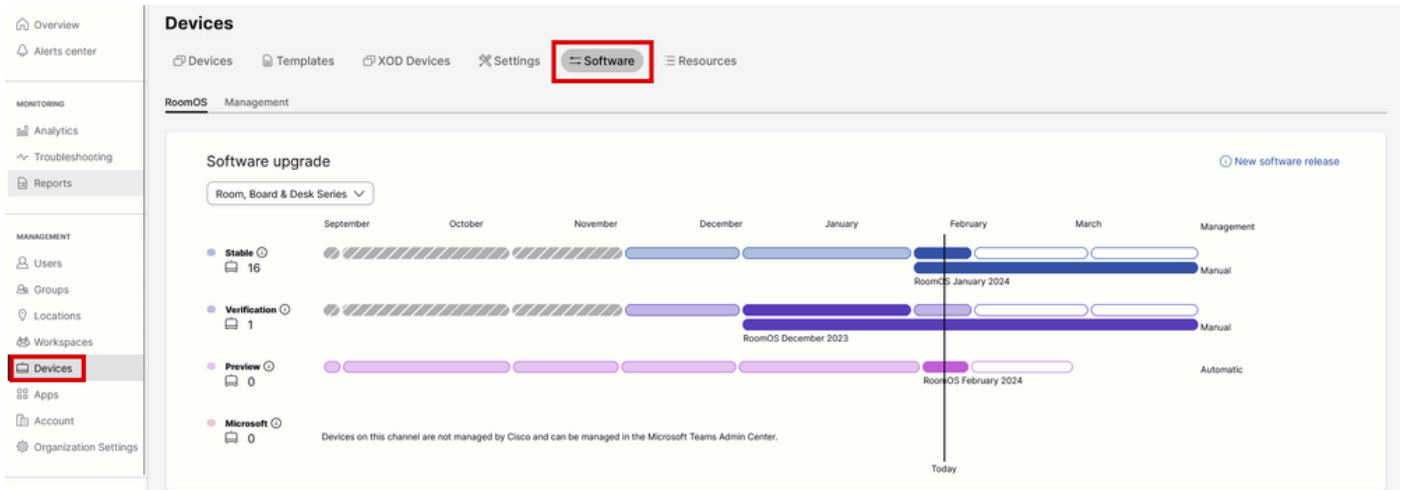 Overview
Alerts center
MONITORING
Analytics
Troubleshooting
Reports
MANAGEMENT
Users
Groups
Locations
Workspaces
Devices
Apps
Account
Organization Settings
Devices
Devices Templates XOD Devices Settings Software Resources
RoomOS Management
Software upgrade
New software release
Room, Board & Desk Series
September October November December January February March Management
Stable
16
Manual
RoomOS January 2024
Verification
1
Manual
RoomOS December 2023
Preview
0
Automatic
RoomOS February 2024
Microsoft
0
Devices on this channel are not managed by Cisco and can be managed in the Microsoft Teams Admin Center.
Today